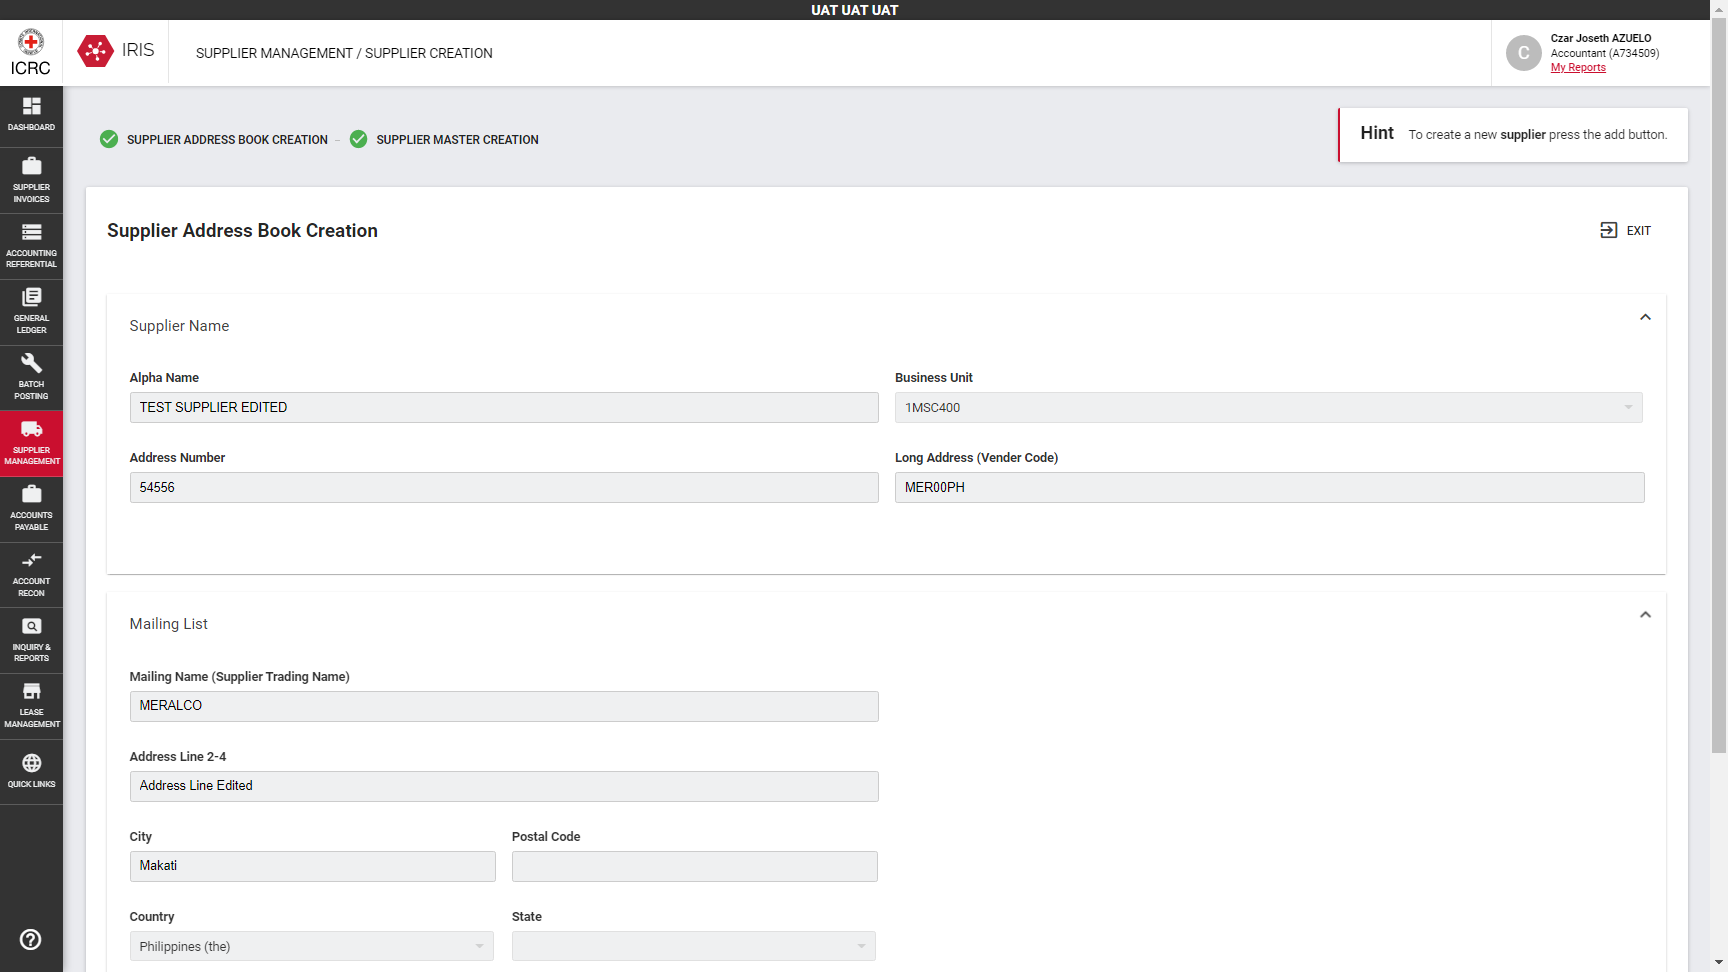 UAT UAT UAT
ICRC
IRIS
SUPPLIER MANAGEMENT / SUPPLIER CREATION
C
Czar Joseth AZUELO
Accountant (A734509)
My Reports
DASHBOARD
SUPPLIER
INVOICES
ACCOUNTING
REFERENTIAL
GENERAL
LEDGER
BATCH
POSTING
SUPPLIER
MANAGEMENT
ACCOUNTS
PAYABLE
ACCOUNT
RECON
INQUIRY &
REPORTS
LEASE
MANAGEMENT
QUICK LINKS
SUPPLIER ADDRESS BOOK CREATION
SUPPLIER MASTER CREATION
Hint To create a new supplier press the add button.
Supplier Address Book Creation
EXIT
Supplier Name
Alpha Name
TEST SUPPLIER EDITED
Business Unit
1MSC400
Address Number
54556
Long Address (Vender Code)
MER00PH
Mailing List
Mailing Name (Supplier Trading Name)
MERALCO
Address Line 2-4
Address Line Edited
City
Makati
Postal Code
Country
Philippines (the)
State